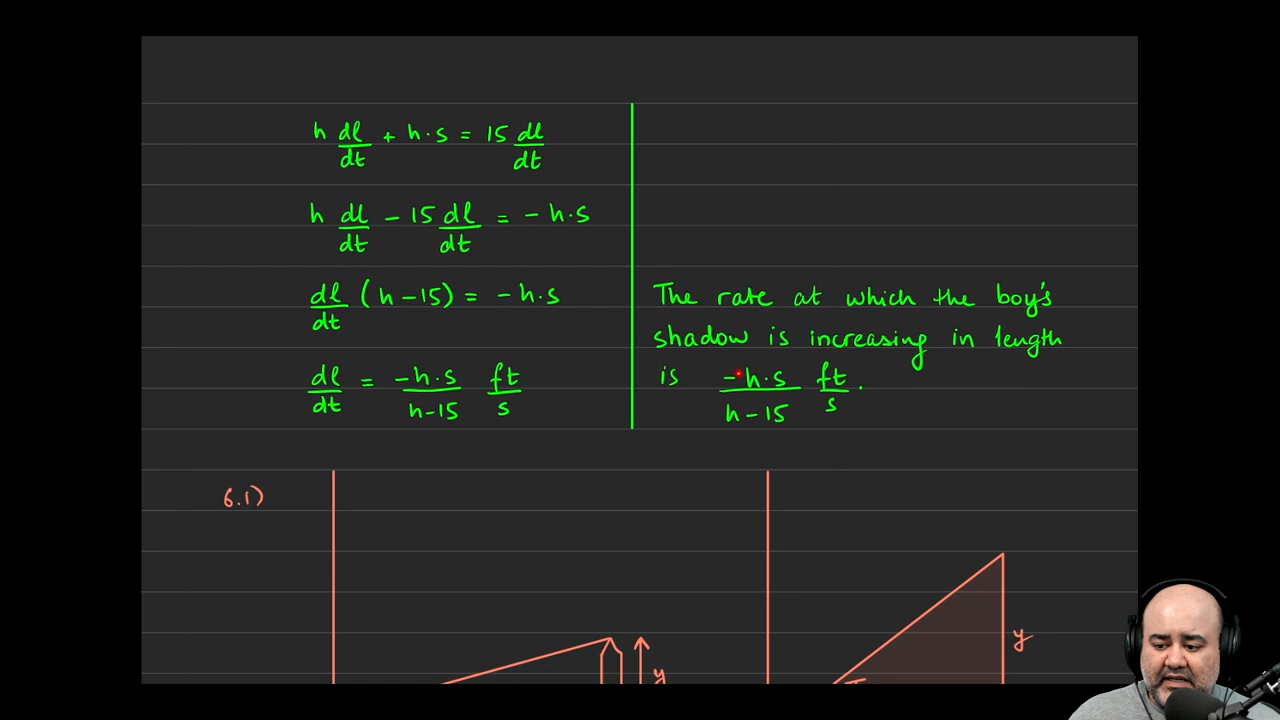 h dl/dt + h·s = 15 dl/dt
h dl/dt − 15 dl/dt = − h·s
dl/dt (h − 15) = − h·s
dl/dt = −h·s/h−15 ft/s
The rate at which the boy's
shadow is increasing in length
is −h·s/h−15 ft/s.
6.1)
y
y